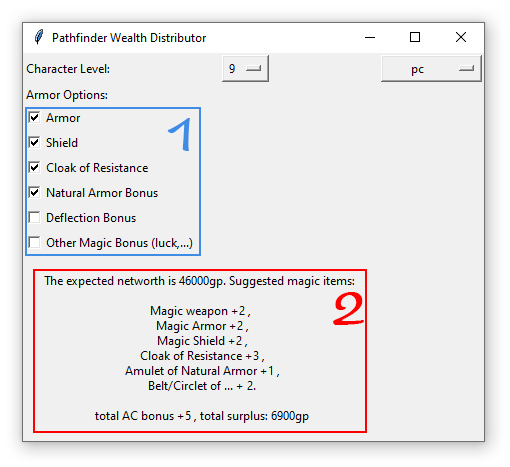 Pathfinder Wealth Distributor
Character Level: 9 pc
Armor Options:
Armor
1
Shield
Cloak of Resistance
Natural Armor Bonus
Deflection Bonus
Other Magic Bonus (luck,...)
The expected networth is 46000gp. Suggested magic items:
2
Magic weapon +2 ,
Magic Armor +2 ,
Magic Shield +2 ,
Cloak of Resistance +3 ,
Amulet of Natural Armor +1 ,
Belt/Circlet of ... + 2.
total AC bonus +5 , total surplus: 6900gp